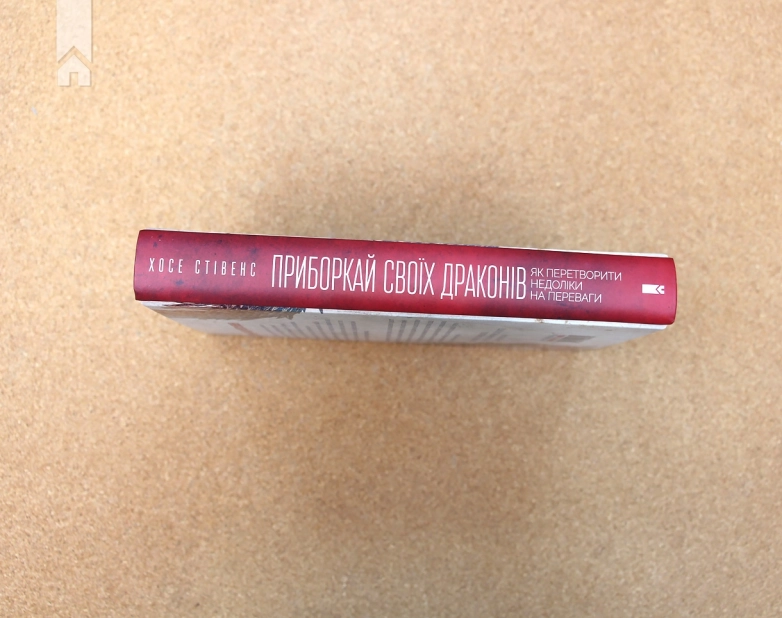 ХОСЕ СТІВЕНС
ПРИБОРКАЙ СВОЇХ ДРАКОНІВ
ЯК ПЕРЕТВОРИТИ
НЕДОЛІКИ
НА ПЕРЕВАГИ